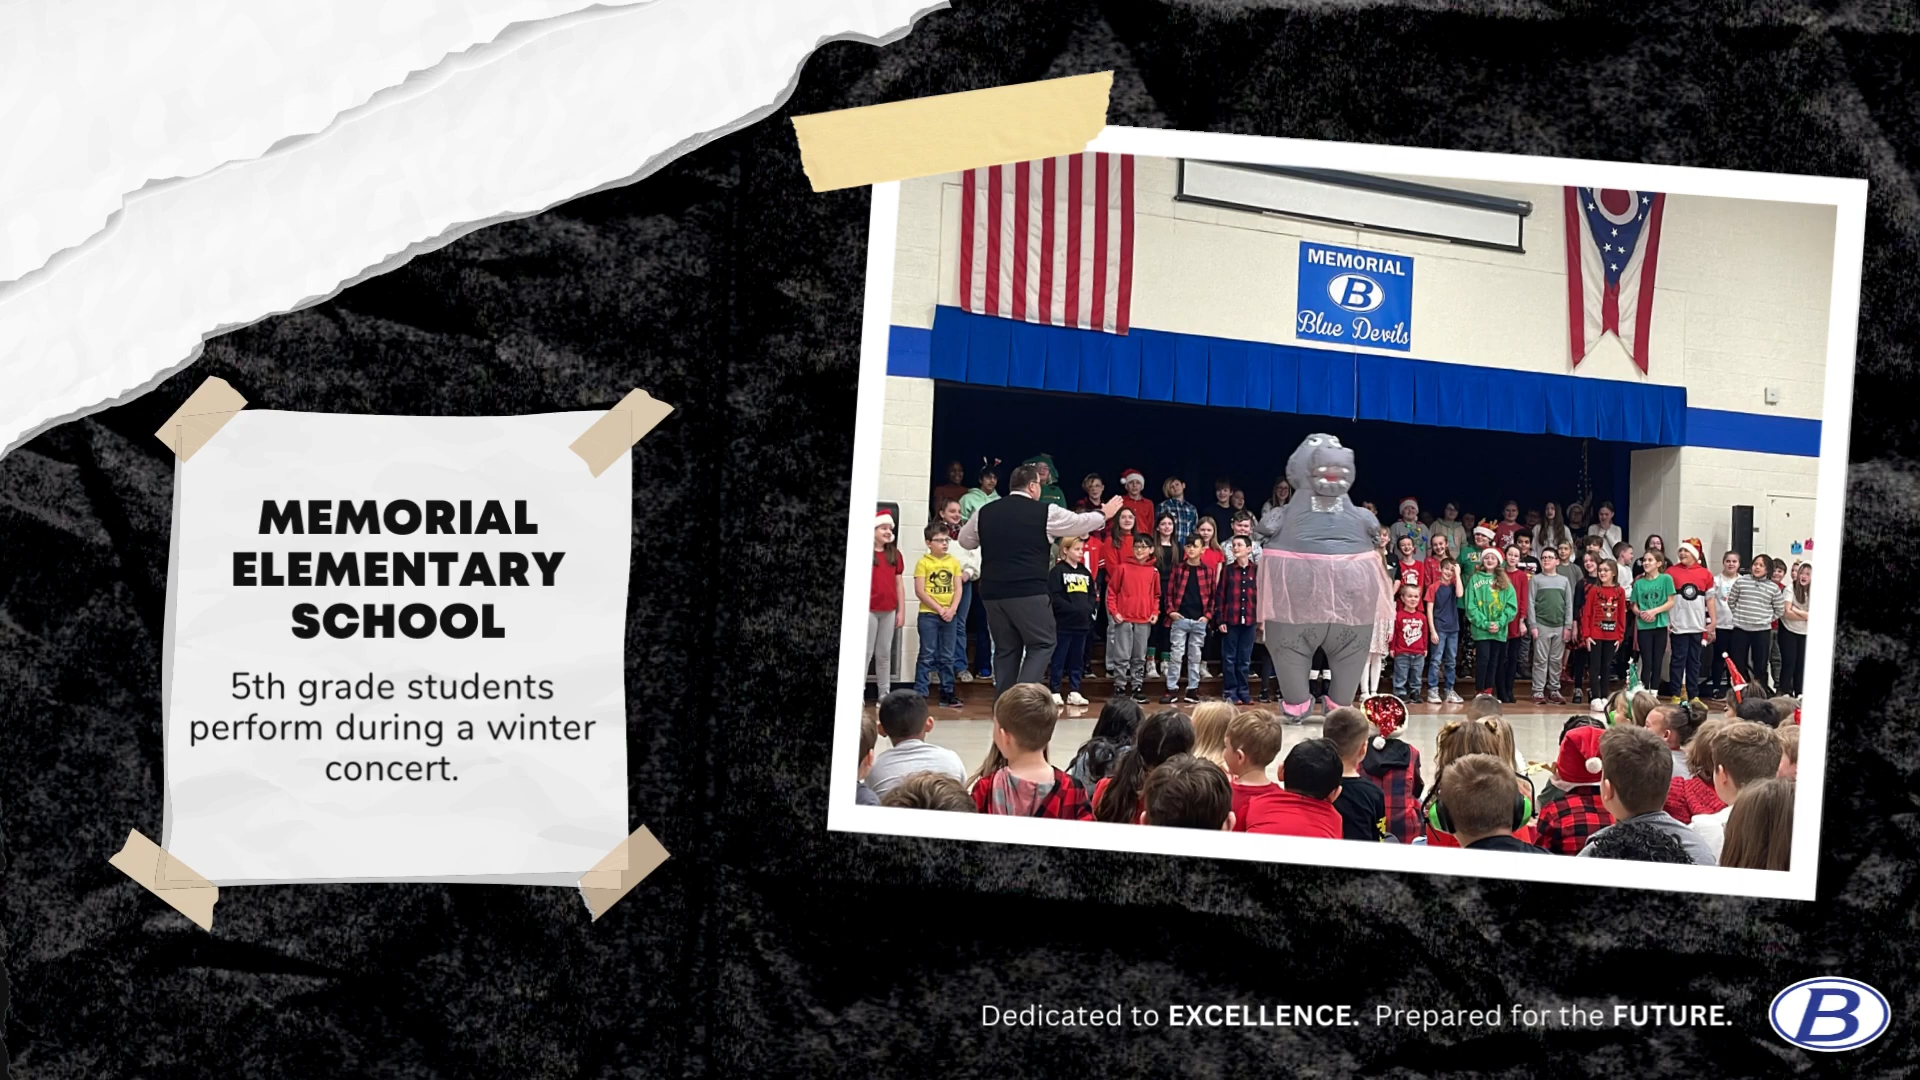 MEMORIAL
B
Blue Devils
MEMORIAL
ELEMENTARY
SCHOOL
5th grade students
perform during a winter
concert.
Dedicated to EXCELLENCE. Prepared for the FUTURE.
B